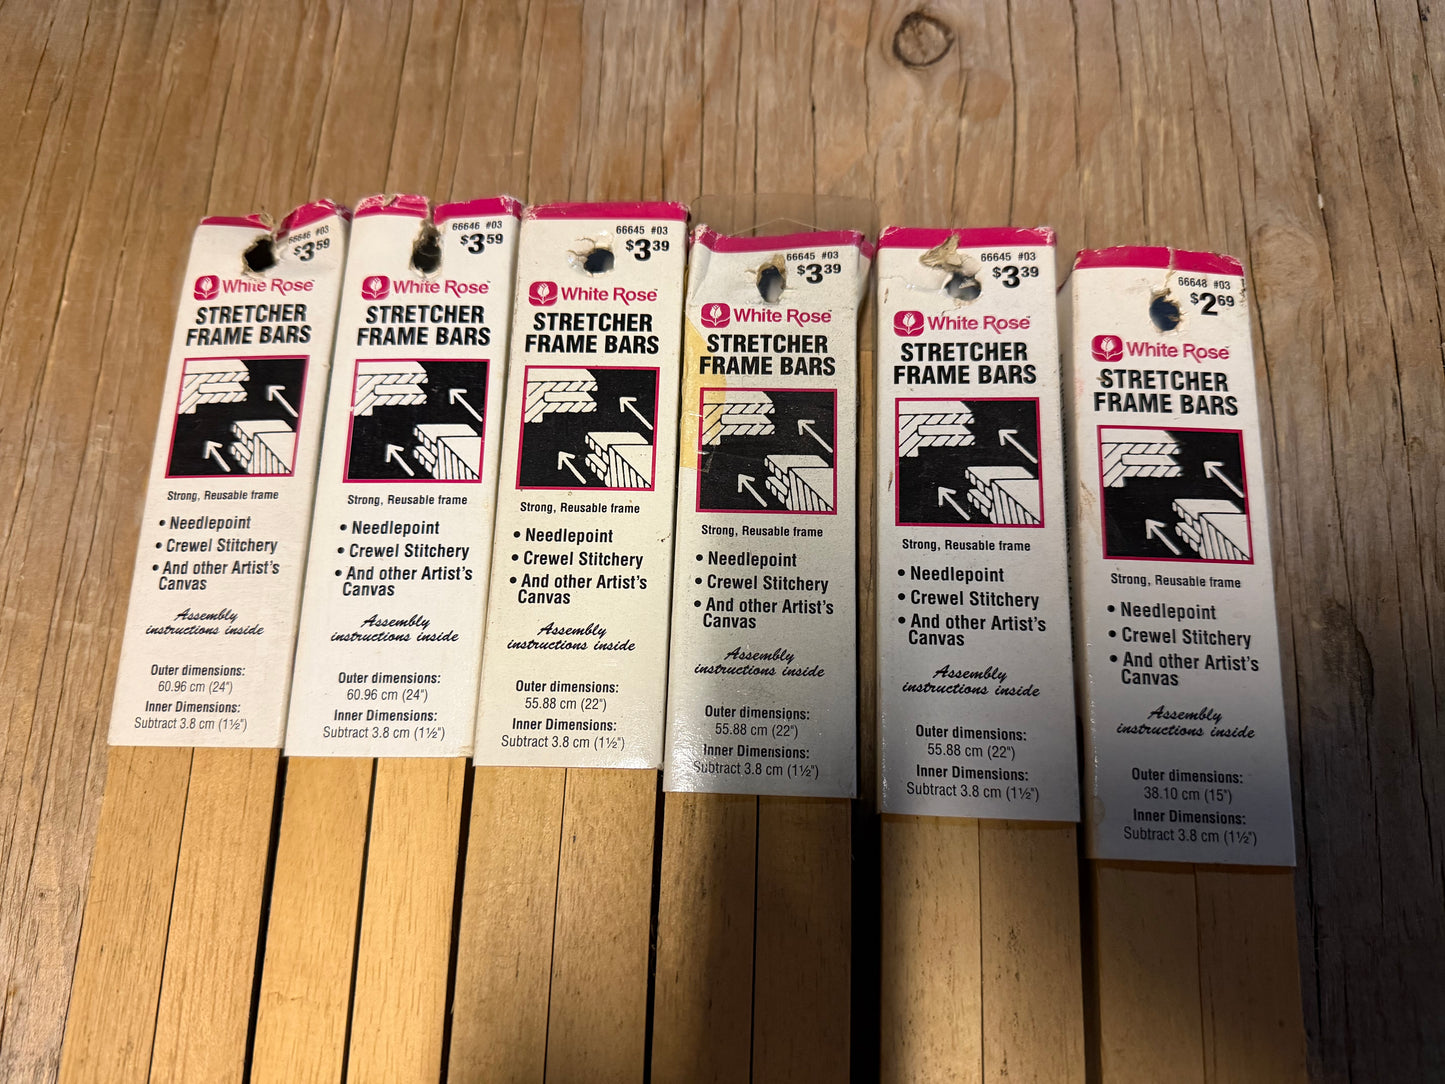 66646 #03
$3 59
White Rose™
STRETCHER
FRAME BARS
Strong, Reusable frame
• Needlepoint
• Crewel Stitchery
• And other Artist's
Canvas
Assembly
instructions inside
Outer dimensions:
60.96 cm (24")
Inner Dimensions:
Subtract 3.8 cm (1½")
66646 #03
$3 59
White Rose™
STRETCHER
FRAME BARS
Strong, Reusable frame
• Needlepoint
• Crewel Stitchery
• And other Artist's
Canvas
Assembly
instructions inside
Outer dimensions:
60.96 cm (24")
Inner Dimensions:
Subtract 3.8 cm (1½")
66645 #03
$3 39
White Rose™
STRETCHER
FRAME BARS
Strong, Reusable frame
• Needlepoint
• Crewel Stitchery
• And other Artist's
Canvas
Assembly
instructions inside
Outer dimensions:
55.88 cm (22")
Inner Dimensions:
Subtract 3.8 cm (1½")
66645 #03
$3 39
White Rose™
STRETCHER
FRAME BARS
Strong, Reusable frame
• Needlepoint
• Crewel Stitchery
• And other Artist's
Canvas
Assembly
instructions inside
Outer dimensions:
55.88 cm (22")
Inner Dimensions:
Subtract 3.8 cm (1½")
66645 #03
$3 39
White Rose™
STRETCHER
FRAME BARS
Strong, Reusable frame
• Needlepoint
• Crewel Stitchery
• And other Artist's
Canvas
Assembly
instructions inside
Outer dimensions:
55.88 cm (22")
Inner Dimensions:
Subtract 3.8 cm (1½")
66648 #03
$2 69
White Rose™
STRETCHER
FRAME BARS
Strong, Reusable frame
• Needlepoint
• Crewel Stitchery
• And other Artist's
Canvas
Assembly
instructions inside
Outer dimensions:
38.10 cm (15")
Inner Dimensions:
Subtract 3.8 cm (1½")